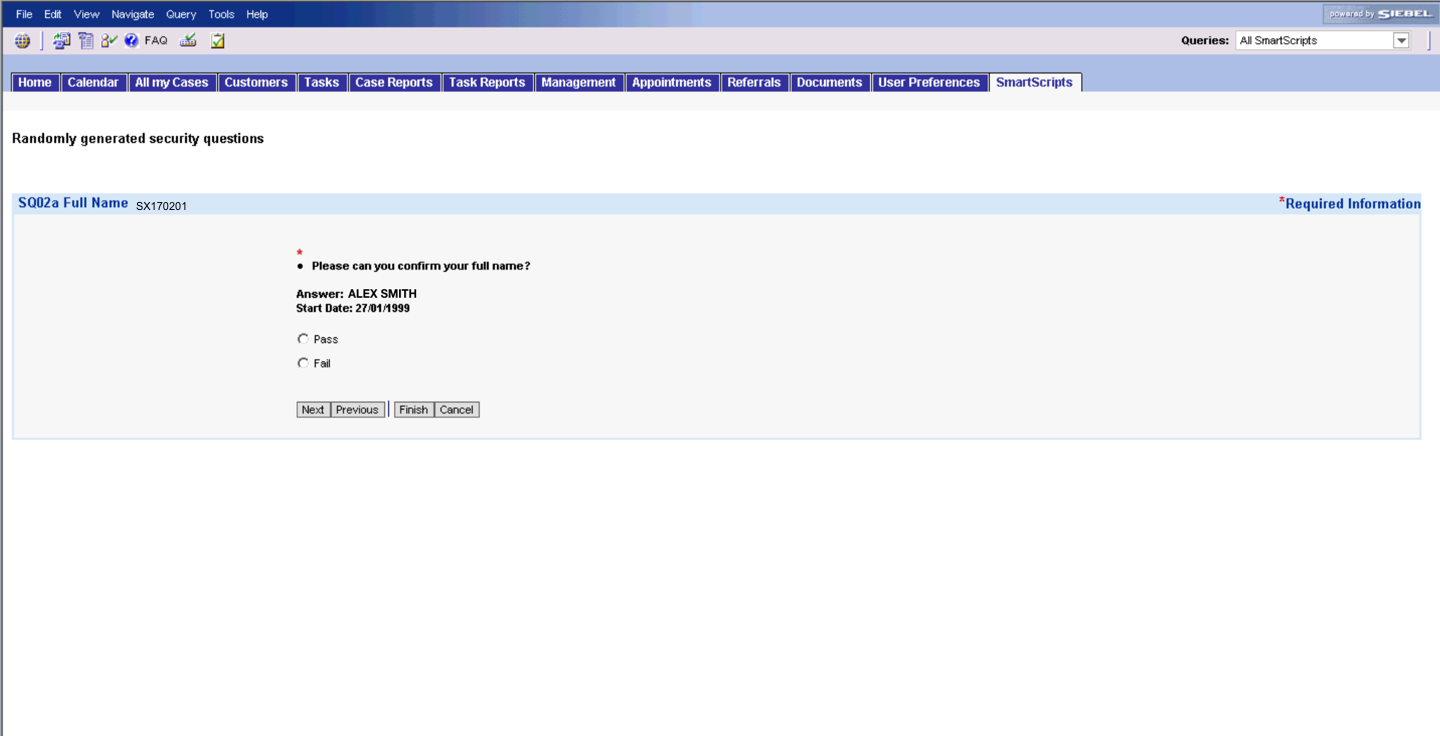 File Edit View Navigate Query Tools Help
powered by SIEBEL
FAQ
Queries: All SmartScripts
Home Calendar All my Cases Customers Tasks Case Reports Task Reports Management Appointments Referrals Documents User Preferences SmartScripts
Randomly generated security questions
SQ02a Full Name SX170201 *Required Information
*
• Please can you confirm your full name?
Answer: ALEX SMITH
Start Date: 27/01/1999
Pass
Fail
Next Previous Finish Cancel